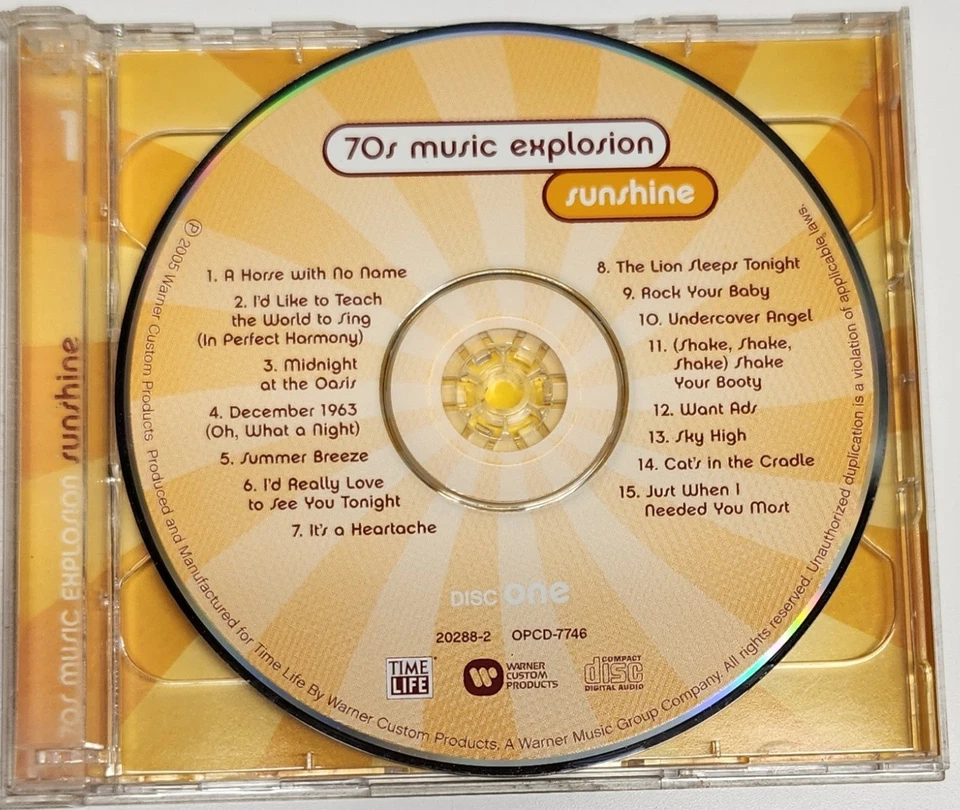 70s music explosion
sunshine
1. A Horse with No Name
2. I'd Like to Teach
the World to Sing
(In Perfect Harmony)
3. Midnight
at the Oasis
4. December 1963
(Oh, What a Night)
5. Summer Breeze
6. I'd Really Love
to See You Tonight
7. It's a Heartache
8. The Lion Sleeps Tonight
9. Rock Your Baby
10. Undercover Angel
11. (Shake, Shake,
Shake) Shake
Your Booty
12. Want Ads
13. Sky High
14. Cat's in the Cradle
15. Just When I
Needed You Most
DISC one
20288-2 OPCD-7746
TIME
LIFE
WARNER
CUSTOM
PRODUCTS
COMPACT
disc
DIGITAL AUDIO
℗ 2005 Warner Custom Products Produced and Manufactured for Time Life By Warner Custom Products, A Warner Music Group Company. All rights reserved. Unauthorized duplication is a violation of applicable laws.
1
70s MUSIC EXPLOSION sunshine